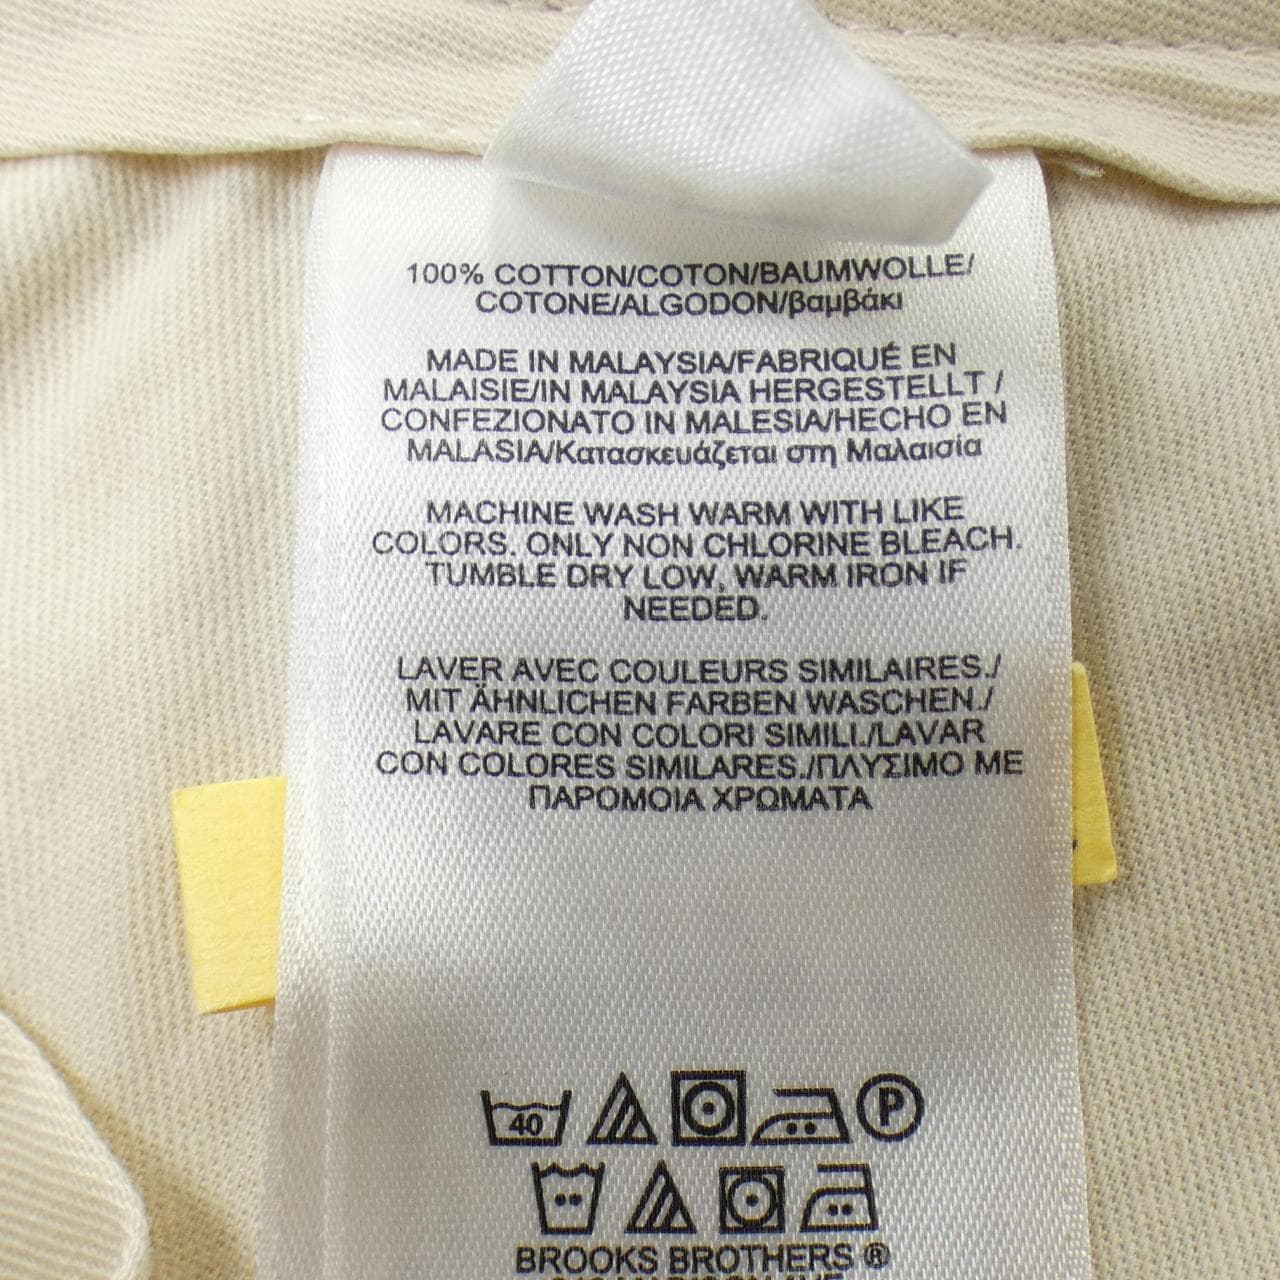 100% COTTON/COTON/BAUMWOLLE/
COTONE/ALGODON/βαμβάκι
MADE IN MALAYSIA/FABRIQUÉ EN
MALAISIE/IN MALAYSIA HERGESTELLT /
CONFEZIONATO IN MALESIA/HECHO EN
MALASIA/Κατασκευάζεται στη Μαλαισία
MACHINE WASH WARM WITH LIKE
COLORS. ONLY NON CHLORINE BLEACH.
TUMBLE DRY LOW, WARM IRON IF
NEEDED.
LAVER AVEC COULEURS SIMILAIRES./
MIT ÄHNLICHEN FARBEN WASCHEN./
LAVARE CON COLORI SIMILI./LAVAR
CON COLORES SIMILARES./ΠΛΥΣΙΜΟ ΜΕ
ΠΑΡΟΜΟΙΑ ΧΡΩΜΑΤΑ
40 P
BROOKS BROTHERS ®